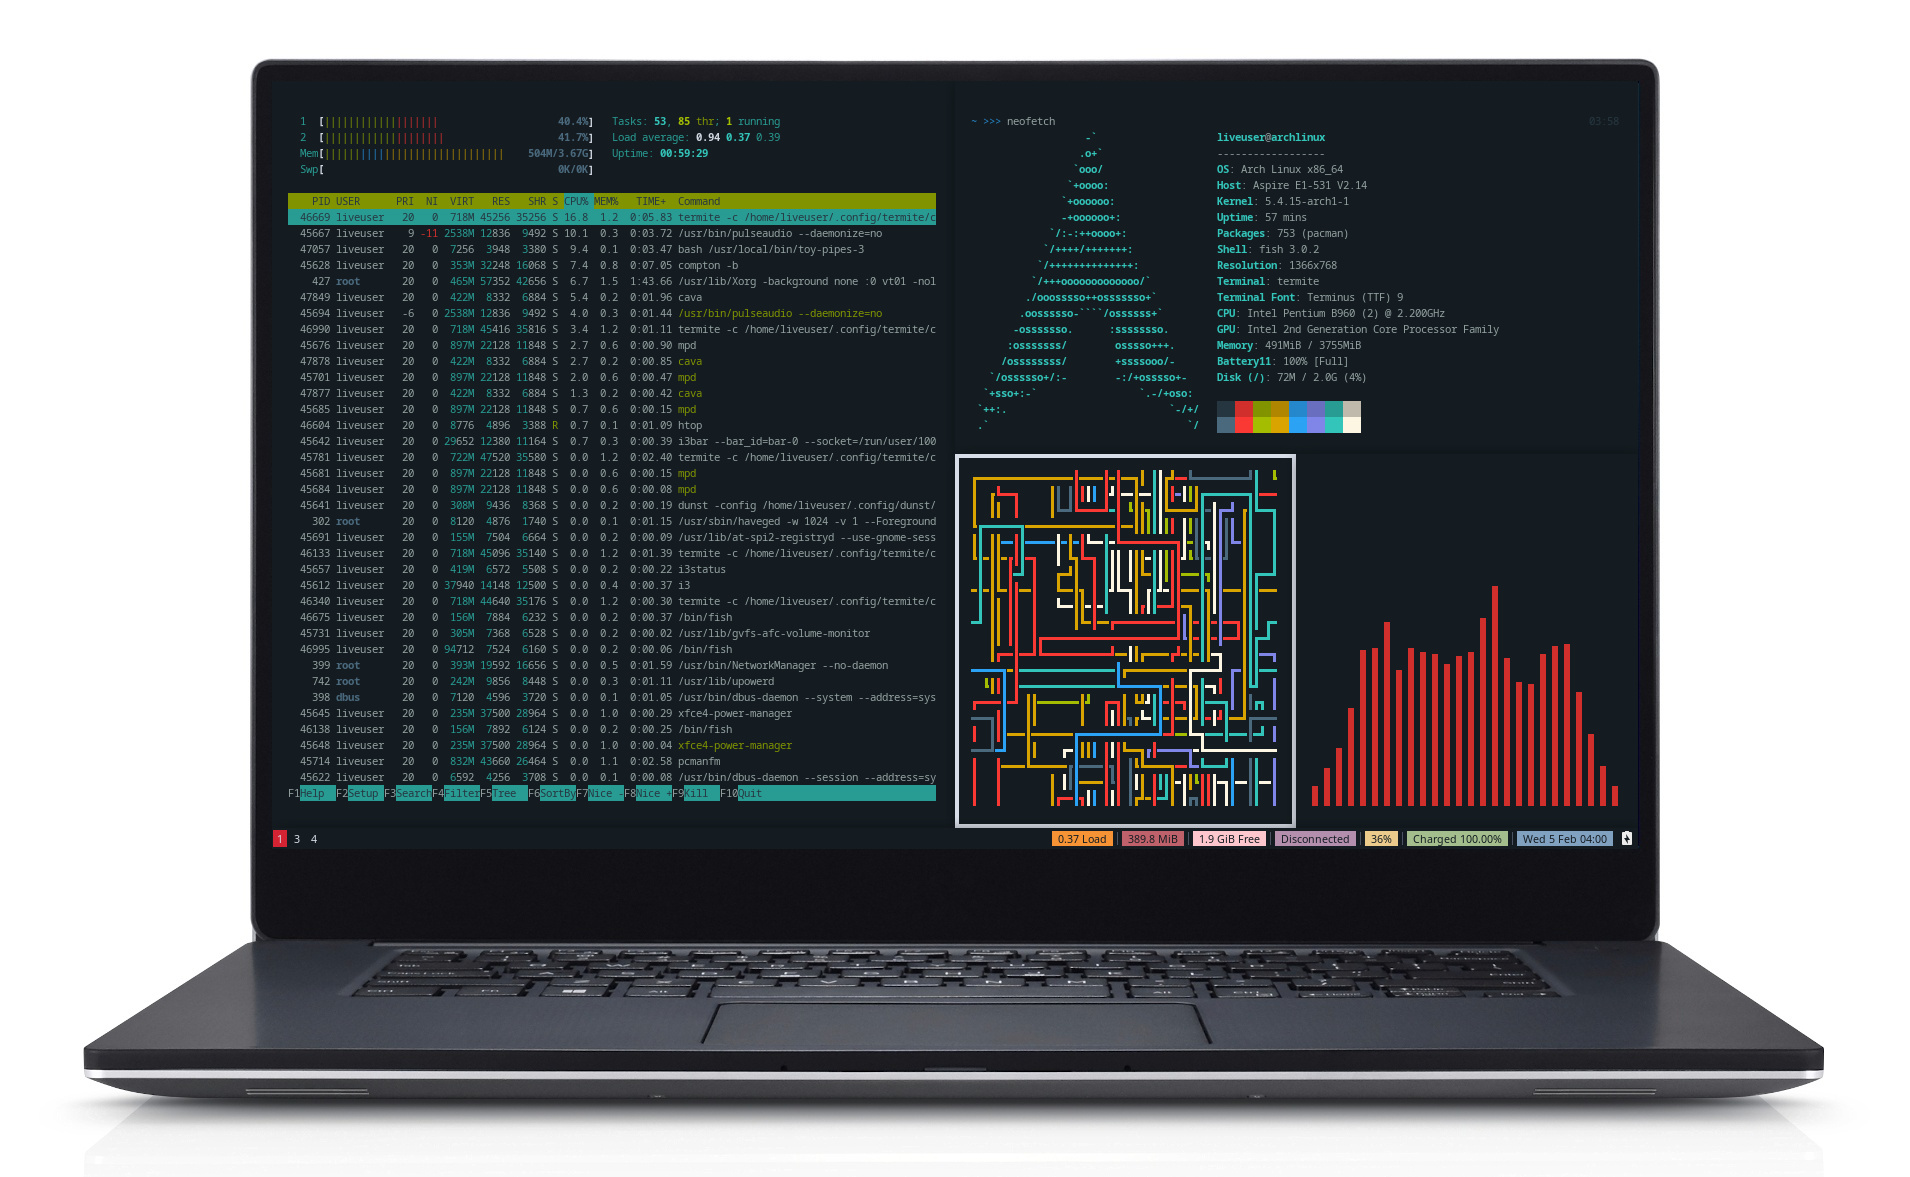 1 [|||||||||||||||||||                    40.4%] Tasks: 53, 85 thr; 1 running
2 [||||||||||||||||||||                   41.7%] Load average: 0.94 0.37 0.39
Mem[||||||||||||||||||||||||||||||    504M/3.67G] Uptime: 00:59:29
Swp[ 0K/0K]
PID USER PRI NI VIRT RES SHR S CPU% MEM% TIME+ Command
46669 liveuser 20 0 718M 45256 35256 S 16.8 1.2 0:05.83 termite -c /home/liveuser/.config/termite/c
45667 liveuser 9 -11 2538M 12836 9492 S 10.1 0.3 0:03.72 /usr/bin/pulseaudio --daemonize=no
47057 liveuser 20 0 7256 3948 3380 S 9.4 0.1 0:03.47 bash /usr/local/bin/toy-pipes-3
45628 liveuser 20 0 353M 32248 16068 S 7.4 0.8 0:07.05 compton -b
427 root 20 0 465M 57352 42656 S 6.7 1.5 1:43.66 /usr/lib/Xorg -background none :0 vt01 -nol
47849 liveuser 20 0 422M 8332 6884 S 5.4 0.2 0:01.96 cava
45694 liveuser -6 0 2538M 12836 9492 S 4.0 0.3 0:01.44 /usr/bin/pulseaudio --daemonize=no
46990 liveuser 20 0 718M 45416 35816 S 3.4 1.2 0:01.11 termite -c /home/liveuser/.config/termite/c
45676 liveuser 20 0 897M 22128 11848 S 2.7 0.6 0:00.90 mpd
47878 liveuser 20 0 422M 8332 6884 S 2.7 0.2 0:00.85 cava
45701 liveuser 20 0 897M 22128 11848 S 2.0 0.6 0:00.47 mpd
47877 liveuser 20 0 422M 8332 6884 S 1.3 0.2 0:00.42 cava
45685 liveuser 20 0 897M 22128 11848 S 0.7 0.6 0:00.15 mpd
46604 liveuser 20 0 8776 4896 3388 R 0.7 0.1 0:01.09 htop
45642 liveuser 20 0 29652 12380 11164 S 0.7 0.3 0:00.39 i3bar --bar_id=bar-0 --socket=/run/user/100
45781 liveuser 20 0 722M 47520 35580 S 0.0 1.2 0:02.40 termite -c /home/liveuser/.config/termite/c
45681 liveuser 20 0 897M 22128 11848 S 0.0 0.6 0:00.15 mpd
45684 liveuser 20 0 897M 22128 11848 S 0.0 0.6 0:00.08 mpd
45641 liveuser 20 0 308M 9436 8368 S 0.0 0.2 0:00.19 dunst -config /home/liveuser/.config/dunst/
302 root 20 0 8120 4876 1740 S 0.0 0.1 0:01.15 /usr/sbin/haveged -w 1024 -v 1 --Foreground
45691 liveuser 20 0 155M 7504 6664 S 0.0 0.2 0:00.09 /usr/lib/at-spi2-registryd --use-gnome-sess
46133 liveuser 20 0 718M 45096 35140 S 0.0 1.2 0:01.39 termite -c /home/liveuser/.config/termite/c
45657 liveuser 20 0 419M 6572 5508 S 0.0 0.2 0:00.22 i3status
45612 liveuser 20 0 37940 14148 12500 S 0.0 0.4 0:00.37 i3
46340 liveuser 20 0 718M 44640 35176 S 0.0 1.2 0:00.30 termite -c /home/liveuser/.config/termite/c
46675 liveuser 20 0 156M 7884 6232 S 0.0 0.2 0:00.37 /bin/fish
45731 liveuser 20 0 305M 7368 6528 S 0.0 0.2 0:00.02 /usr/lib/gvfs-afc-volume-monitor
46995 liveuser 20 0 94712 7524 6160 S 0.0 0.2 0:00.06 /bin/fish
399 root 20 0 393M 19592 16656 S 0.0 0.5 0:01.59 /usr/bin/NetworkManager --no-daemon
742 root 20 0 242M 9856 8448 S 0.0 0.3 0:01.11 /usr/lib/upowerd
398 dbus 20 0 7120 4596 3720 S 0.0 0.1 0:01.05 /usr/bin/dbus-daemon --system --address=sys
45645 liveuser 20 0 235M 37500 28964 S 0.0 1.0 0:00.29 xfce4-power-manager
46138 liveuser 20 0 156M 7892 6124 S 0.0 0.2 0:00.25 /bin/fish
45648 liveuser 20 0 235M 37500 28964 S 0.0 1.0 0:00.04 xfce4-power-manager
45714 liveuser 20 0 832M 43660 26464 S 0.0 1.1 0:02.58 pcmanfm
45622 liveuser 20 0 6592 4256 3708 S 0.0 0.1 0:00.08 /usr/bin/dbus-daemon --session --address=sy
F1Help F2Setup F3SearchF4FilterF5Tree F6SortByF7Nice -F8Nice +F9Kill F10Quit
~ >>> neofetch 03:58
liveuser@archlinux
------------------
OS: Arch Linux x86_64
Host: Aspire E1-531 V2.14
Kernel: 5.4.15-arch1-1
Uptime: 57 mins
Packages: 753 (pacman)
Shell: fish 3.0.2
Resolution: 1366x768
Terminal: termite
Terminal Font: Terminus (TTF) 9
CPU: Intel Pentium B960 (2) @ 2.200GHz
GPU: Intel 2nd Generation Core Processor Family
Memory: 491MiB / 3755MiB
Battery11: 100% [Full]
Disk (/): 72M / 2.0G (4%)
1 3 4
0.37 Load 389.8 MiB 1.9 GiB Free Disconnected 36% Charged 100.00% Wed 5 Feb 04:00